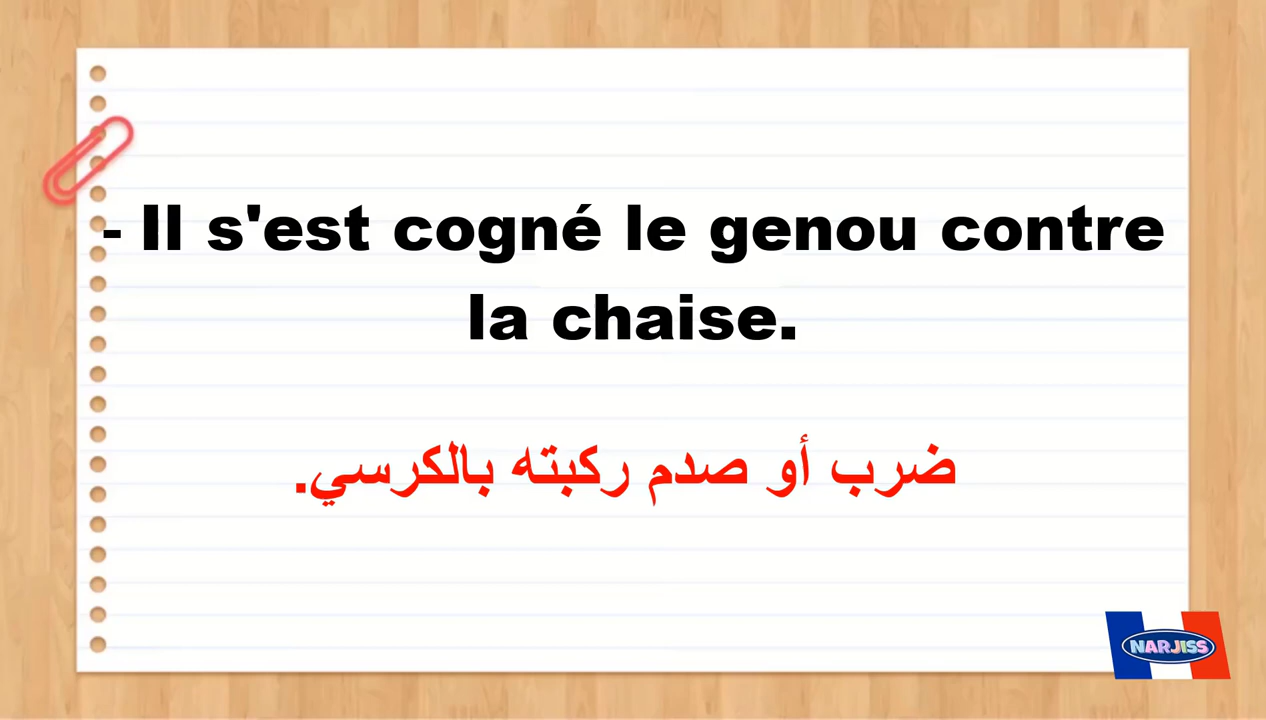 - Il s'est cogné le genou contre
la chaise.
ضرب أو صدم ركبته بالكرسي.
NARJISS